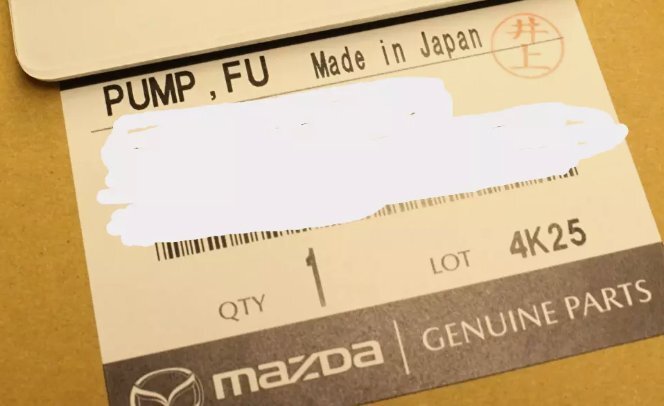 PUMP,FU Made in Japan
井上
QTY 1 LOT 4K25
mazda GENUINE PARTS